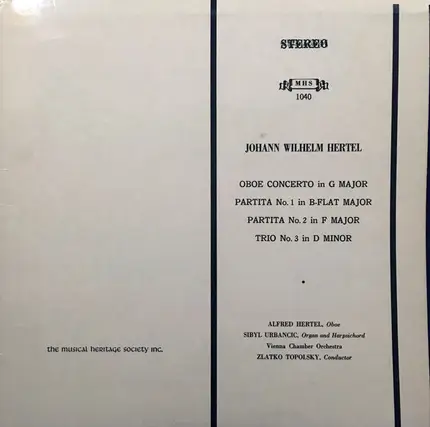 STEREO
MHS
1040
JOHANN WILHELM HERTEL
OBOE CONCERTO in G MAJOR
PARTITA No. 1 in B-FLAT MAJOR
PARTITA No. 2 in F MAJOR
TRIO No. 3 in D MINOR
ALFRED HERTEL, Oboe
SIBYL URBANCIC, Organ and Harpsichord
Vienna Chamber Orchestra
ZLATKO TOPOLSKY, Conductor
the musical heritage society inc.